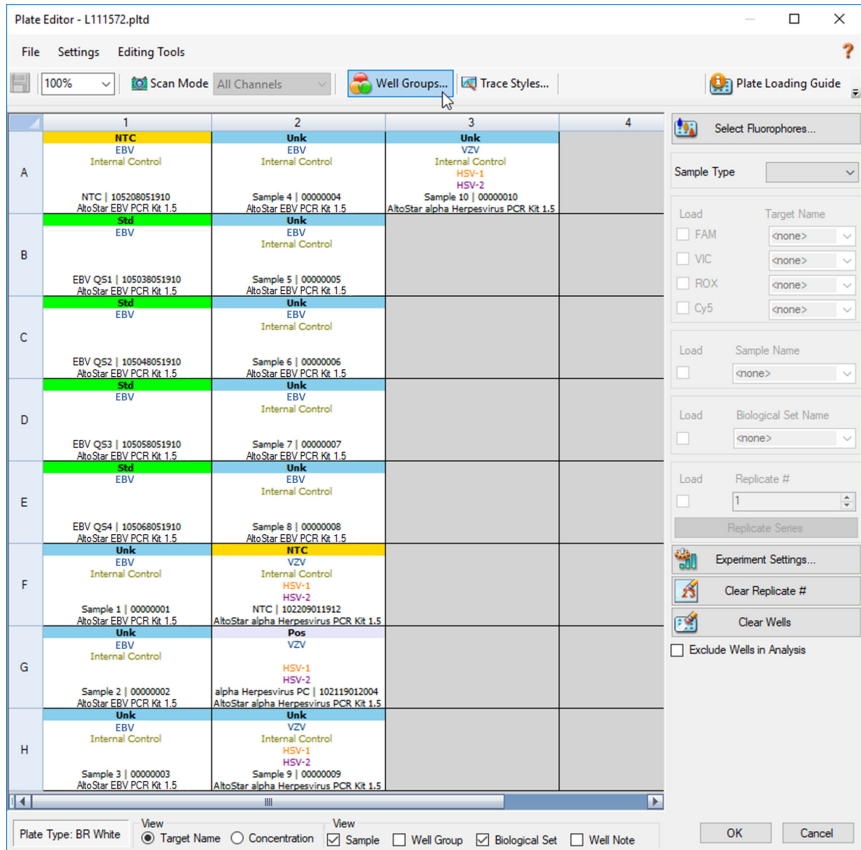 Plate Editor - L111572.pltd
File Settings Editing Tools ?
100% Scan Mode All Channels Well Groups... Trace Styles... Plate Loading Guide
1 2 3 4
A
NTC
EBV
Internal Control
NTC | 105208051910
AltoStar EBV PCR Kit 1.5
Unk
EBV
Internal Control
Sample 4 | 00000004
AltoStar EBV PCR Kit 1.5
Unk
VZV
Internal Control
HSV-1
HSV-2
Sample 10 | 00000010
AltoStar alpha Herpesvirus PCR Kit 1.5
B
Std
EBV
EBV QS1 | 105038051910
AltoStar EBV PCR Kit 1.5
Unk
EBV
Internal Control
Sample 5 | 00000005
AltoStar EBV PCR Kit 1.5
C
Std
EBV
EBV QS2 | 105048051910
AltoStar EBV PCR Kit 1.5
Unk
EBV
Internal Control
Sample 6 | 00000006
AltoStar EBV PCR Kit 1.5
D
Std
EBV
EBV QS3 | 105058051910
AltoStar EBV PCR Kit 1.5
Unk
EBV
Internal Control
Sample 7 | 00000007
AltoStar EBV PCR Kit 1.5
E
Std
EBV
EBV QS4 | 105068051910
AltoStar EBV PCR Kit 1.5
Unk
EBV
Internal Control
Sample 8 | 00000008
AltoStar EBV PCR Kit 1.5
F
Unk
EBV
Internal Control
Sample 1 | 00000001
AltoStar EBV PCR Kit 1.5
NTC
VZV
Internal Control
HSV-1
HSV-2
NTC | 102209011912
AltoStar alpha Herpesvirus PCR Kit 1.5
G
Unk
EBV
Internal Control
Sample 2 | 00000002
AltoStar EBV PCR Kit 1.5
Pos
VZV
HSV-1
HSV-2
alpha Herpesvirus PC | 102119012004
AltoStar alpha Herpesvirus PCR Kit 1.5
H
Unk
EBV
Internal Control
Sample 3 | 00000003
AltoStar EBV PCR Kit 1.5
Unk
VZV
Internal Control
HSV-1
HSV-2
Sample 9 | 00000009
AltoStar alpha Herpesvirus PCR Kit 1.5
Select Fluorophores...
Sample Type
Load Target Name
FAM <none>
VIC <none>
ROX <none>
Cy5 <none>
Load Sample Name
<none>
Load Biological Set Name
<none>
Load Replicate #
1
Replicate Series
Experiment Settings...
Clear Replicate #
Clear Wells
Exclude Wells in Analysis
Plate Type: BR White
View
Target Name Concentration
View
Sample Well Group Biological Set Well Note
OK Cancel